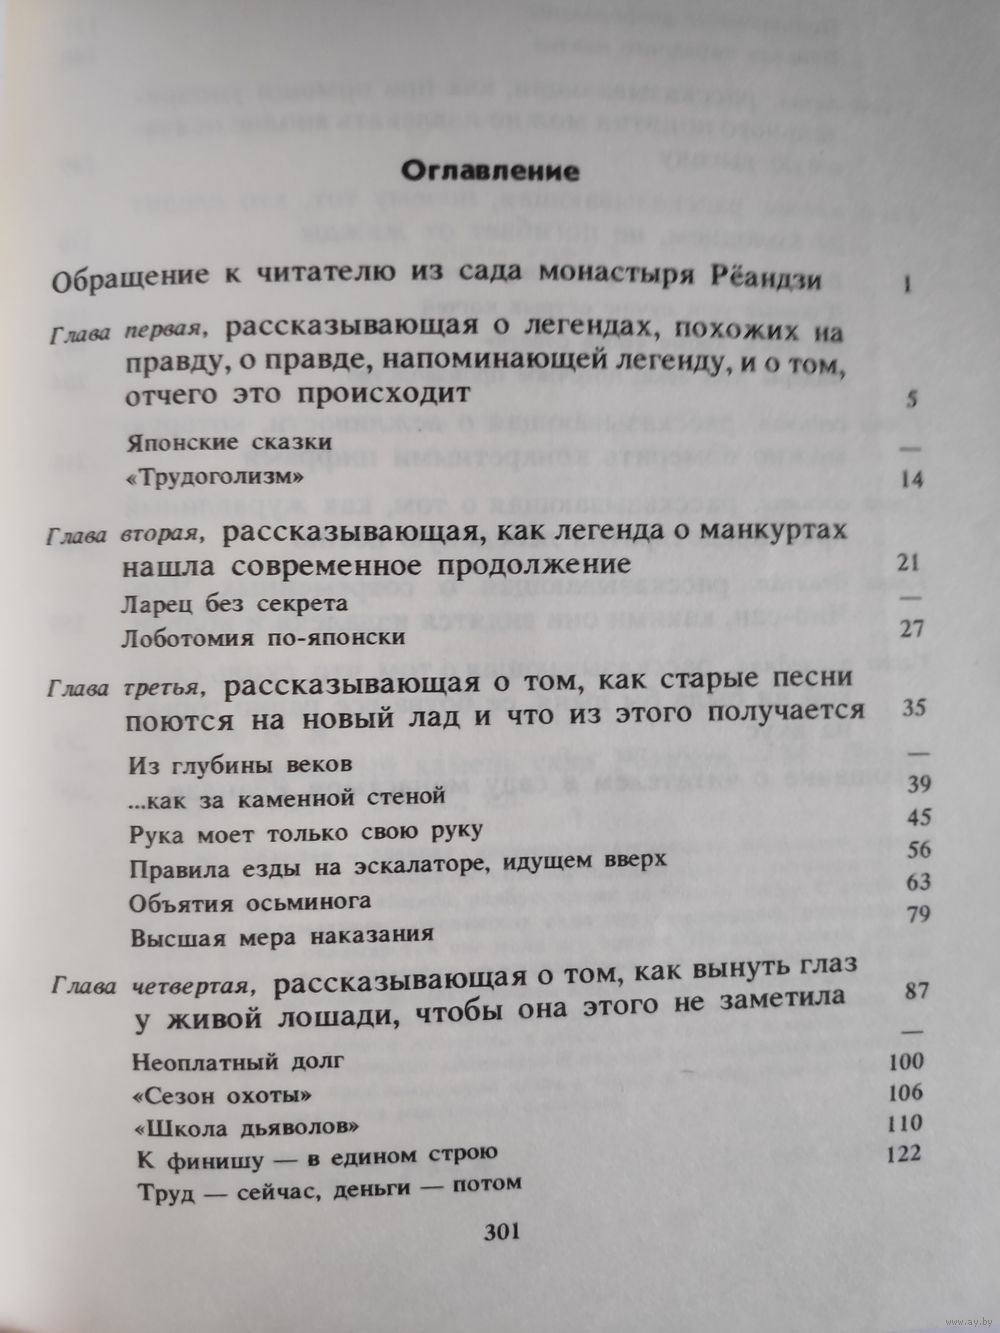 Оглавление
Обращение к читателю из сада монастыря Рёандзи 1
Глава первая, рассказывающая о легендах, похожих на
правду, о правде, напоминающей легенду, и о том,
отчего это происходит 5
Японские сказки —
«Трудоголизм» 14
Глава вторая, рассказывающая, как легенда о манкуртах
нашла современное продолжение 21
Ларец без секрета —
Лоботомия по-японски 27
Глава третья, рассказывающая о том, как старые песни
поются на новый лад и что из этого получается 35
Из глубины веков —
...как за каменной стеной 39
Рука моет только свою руку 45
Правила езды на эскалаторе, идущем вверх 56
Объятия осьминога 63
Высшая мера наказания 79
Глава четвертая, рассказывающая о том, как вынуть глаз
у живой лошади, чтобы она этого не заметила 87
Неоплатный долг —
«Сезон охоты» 100
«Школа дьяволов» 106
К финишу — в едином строю 110
Труд — сейчас, деньги — потом 122
301
www.ay.by